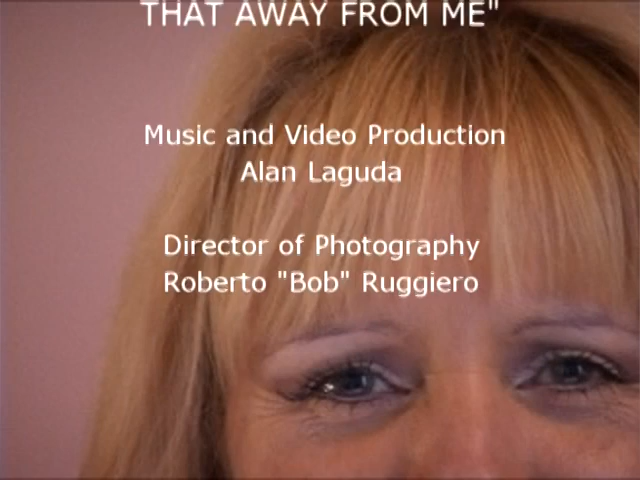 THAT AWAY FROM ME"
Music and Video Production
Alan Laguda
Director of Photography
Roberto "Bob" Ruggiero